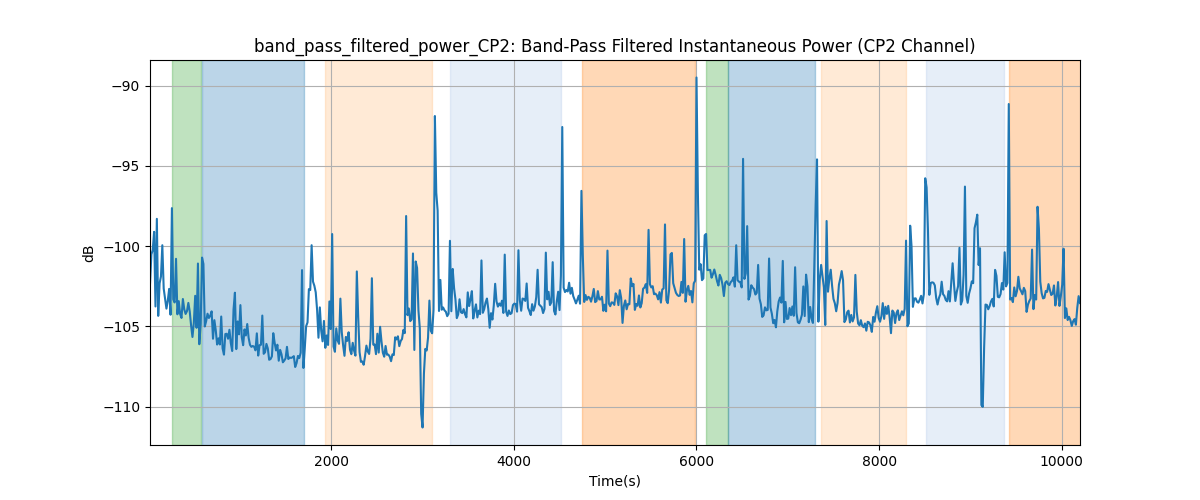 band_pass_filtered_power_CP2: Band-Pass Filtered Instantaneous Power (CP2 Channel)
dB
−90
−95
−100
−105
−110
2000 4000 6000 8000 10000
Time(s)